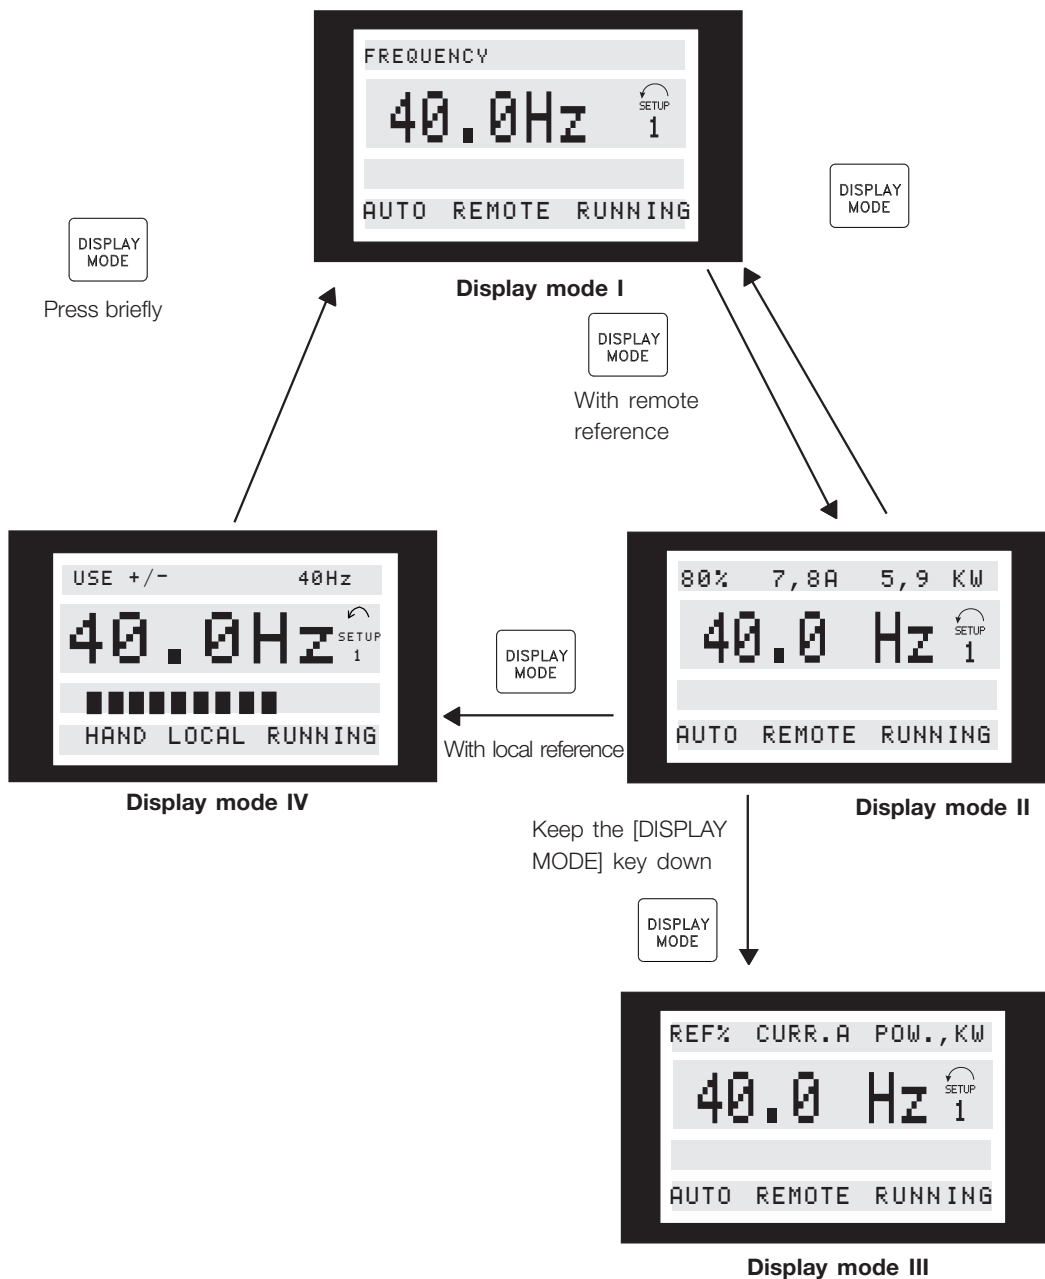 FREQUENCY
40.0Hz
SETUP
1
AUTO REMOTE RUNNING
Display mode I
DISPLAY
MODE
Press briefly
DISPLAY
MODE
DISPLAY
MODE
With remote
reference
USE +/- 40Hz
40.0Hz
SETUP
1
HAND LOCAL RUNNING
Display mode IV
DISPLAY
MODE
With local reference
80% 7,8A 5,9 KW
40.0 Hz
SETUP
1
AUTO REMOTE RUNNING
Display mode II
Keep the [DISPLAY
MODE] key down
DISPLAY
MODE
REF% CURR.A POW.,KW
40.0 Hz
SETUP
1
AUTO REMOTE RUNNING
Display mode III